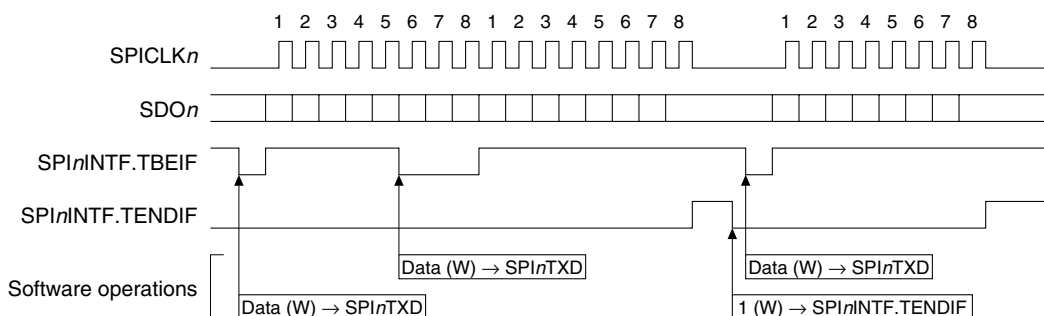 1 2 3 4 5 6 7 8 1 2 3 4 5 6 7 8 1 2 3 4 5 6 7 8
SPICLKn
SDOn
SPInINTF.TBEIF
SPInINTF.TENDIF
Data (W) → SPInTXD Data (W) → SPInTXD
Software operations
Data (W) → SPInTXD 1 (W) → SPInINTF.TENDIF